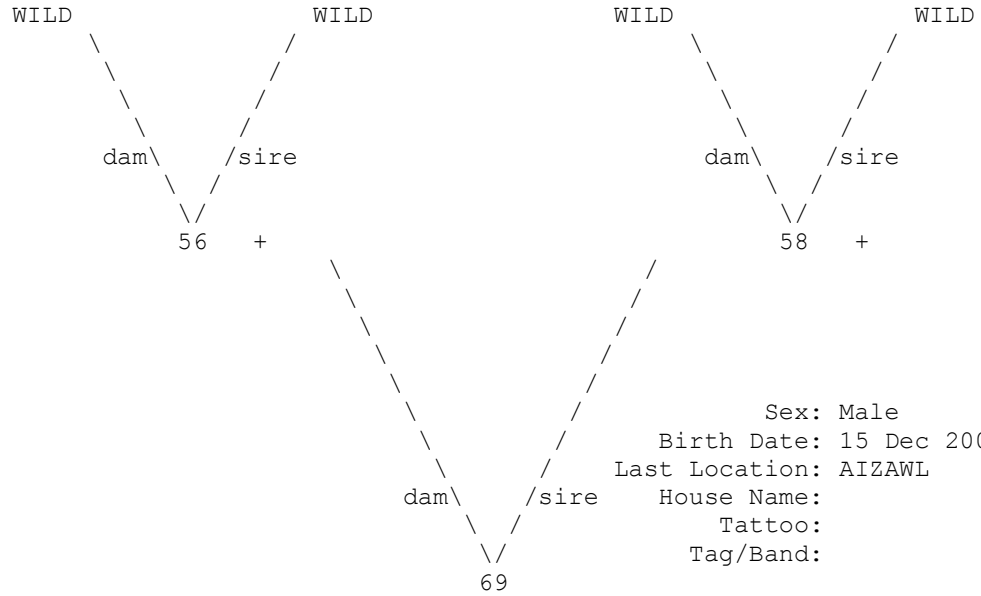 WILD WILD WILD WILD
dam sire dam sire
56 + 58 +
Sex: Male
Birth Date: 15 Dec 200
Last Location: AIZAWL
dam sire House Name:
Tattoo:
Tag/Band:
69